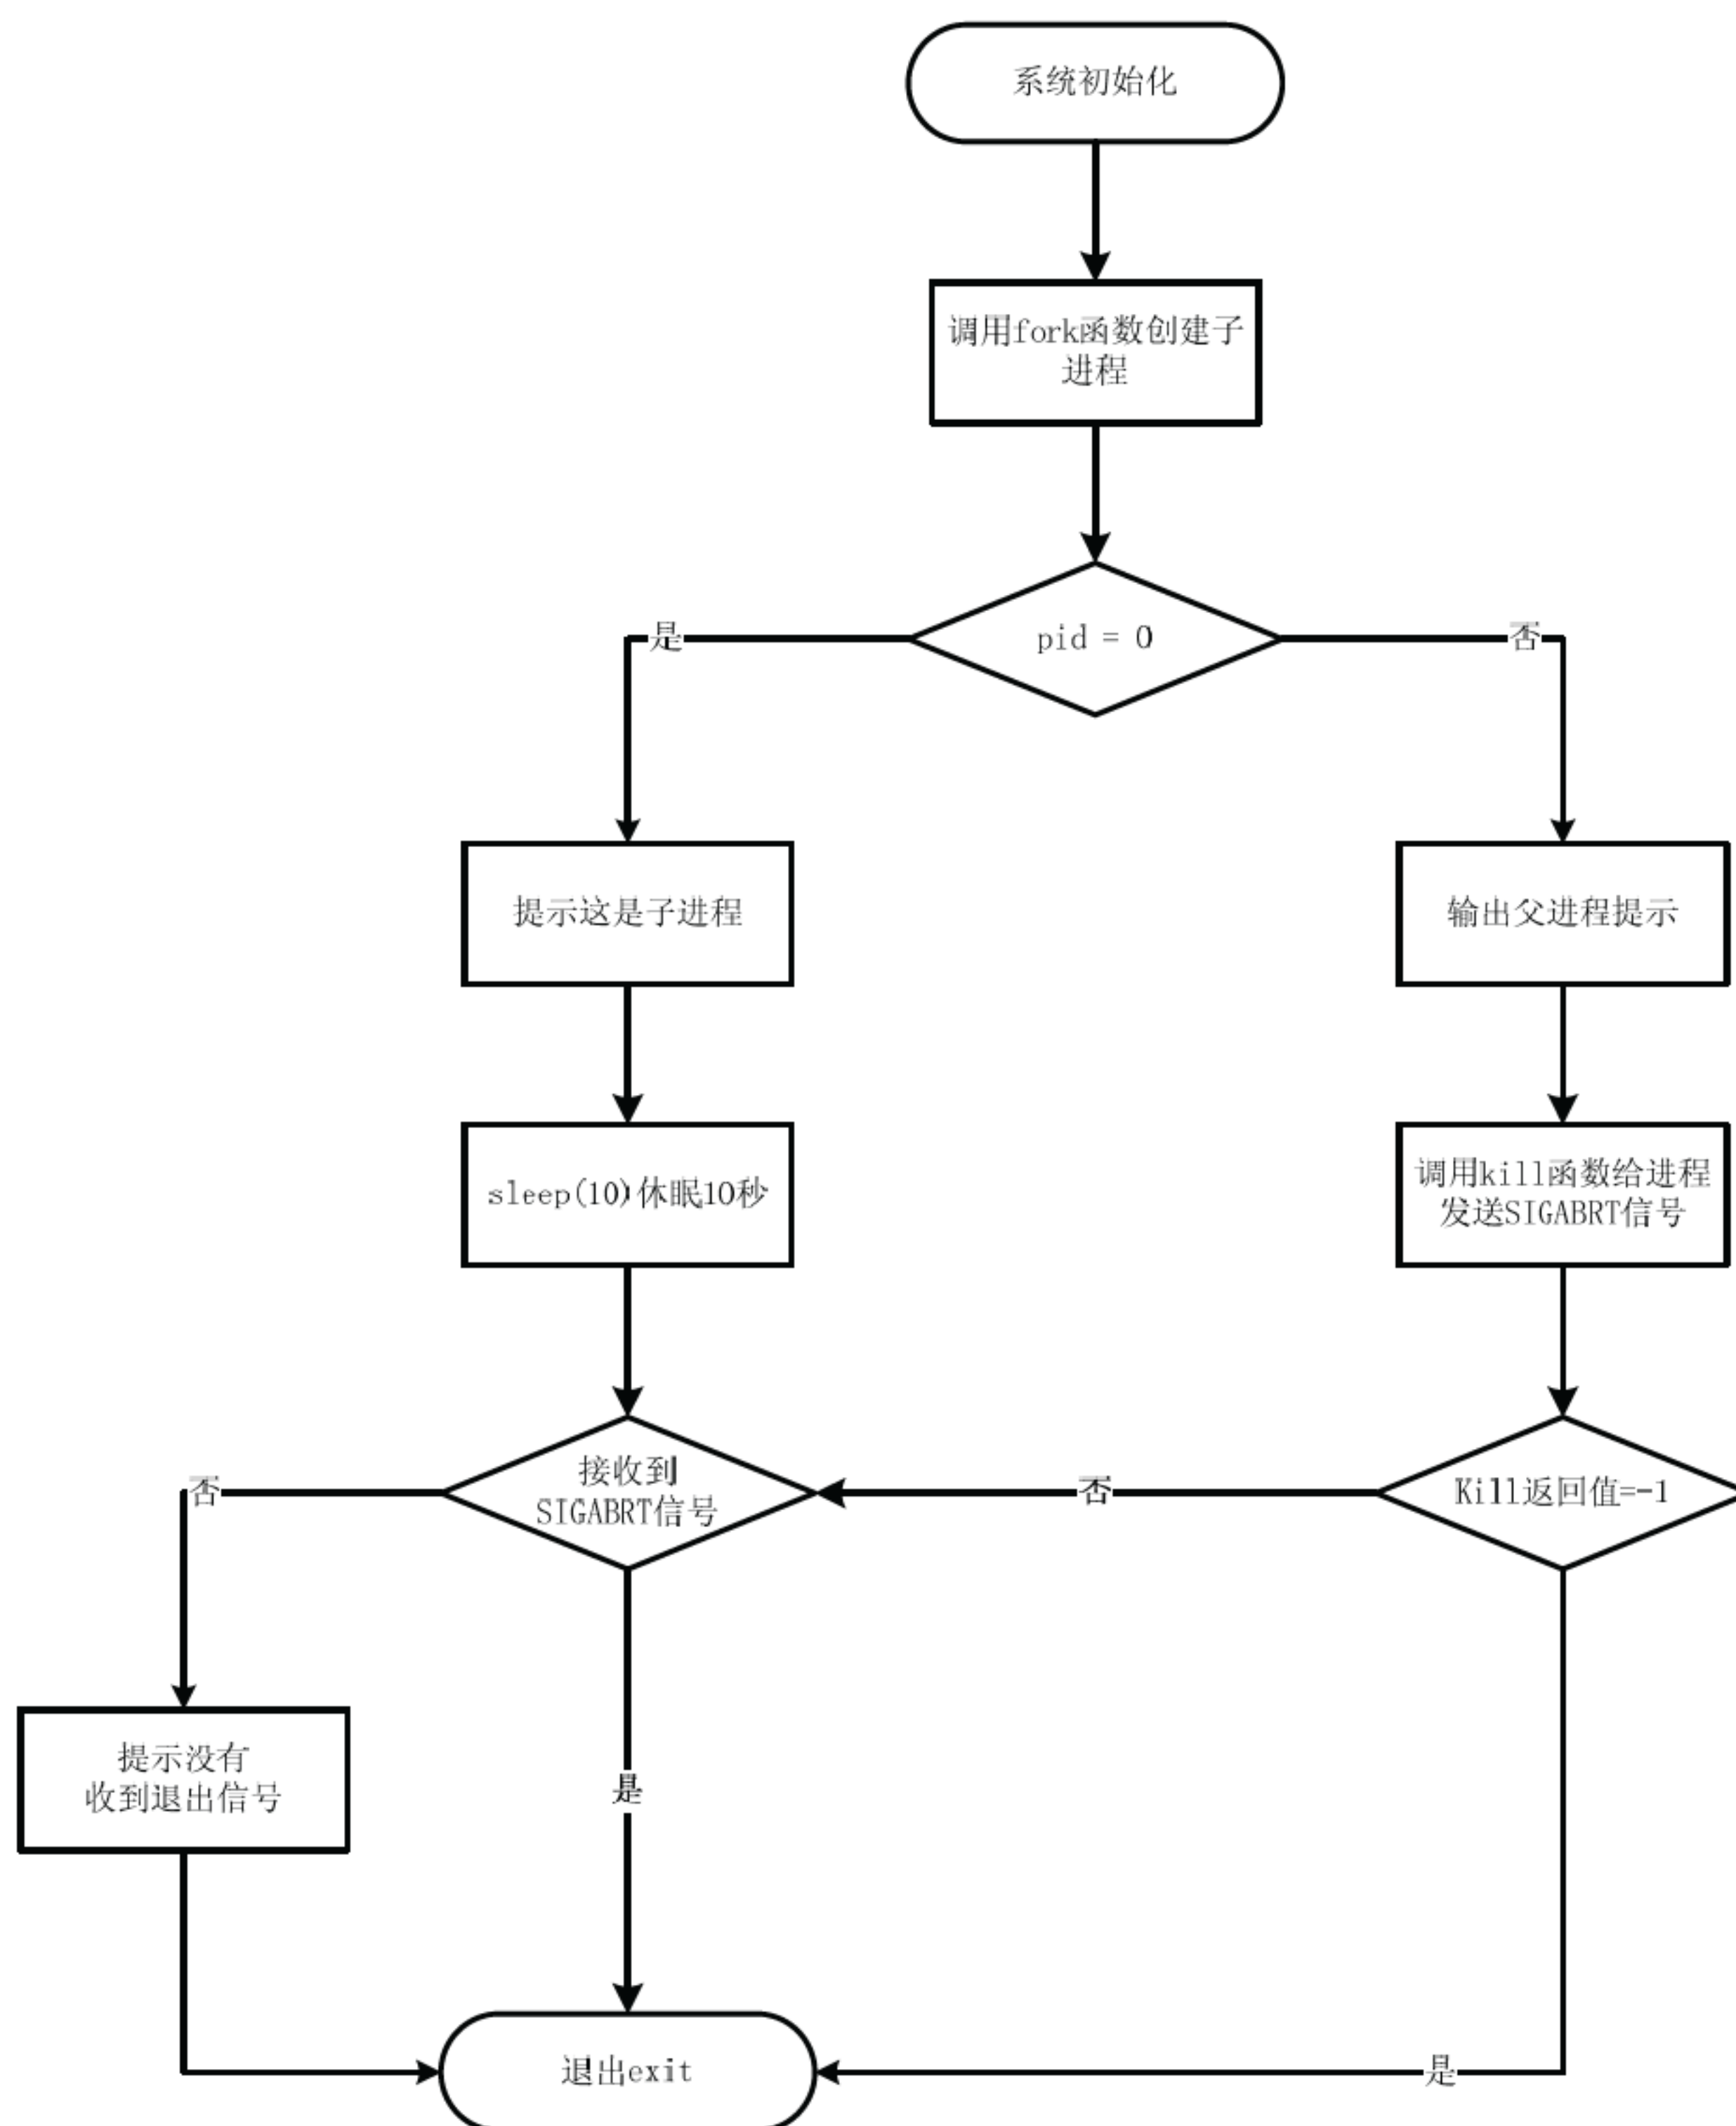 系统初始化
调用fork函数创建子
进程
pid = 0
是
否
提示这是子进程
输出父进程提示
sleep(10)休眠10秒
调用kill函数给进程
发送SIGABRT信号
接收到
SIGABRT信号
否
否
Kill返回值=-1
提示没有
收到退出信号
是
退出exit
是